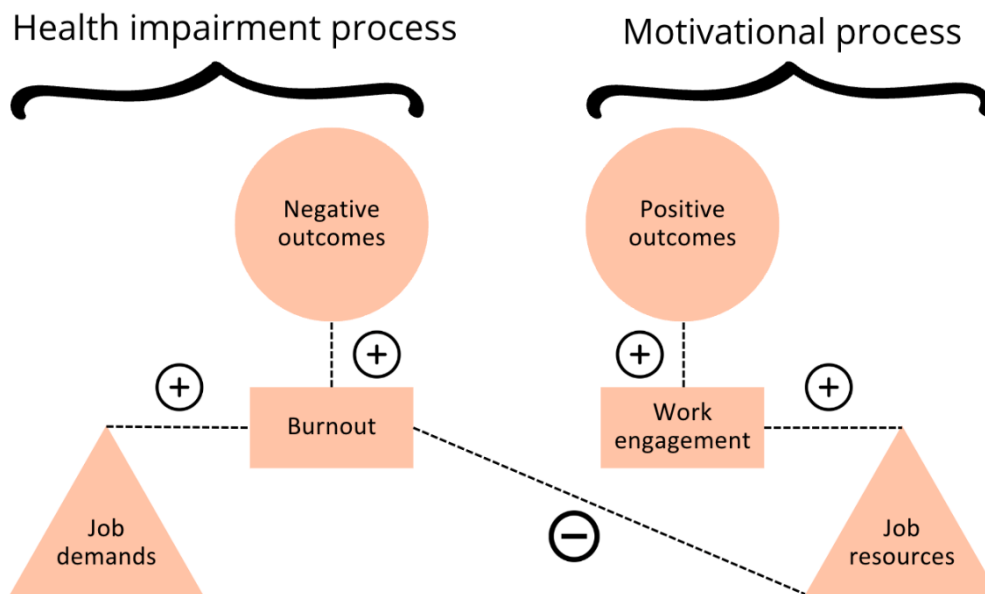 Health impairment process
Motivational process
Negative
outcomes
Positive
outcomes
+
+
+
+
Burnout
Work
engagement
−
Job
demands
Job
resources